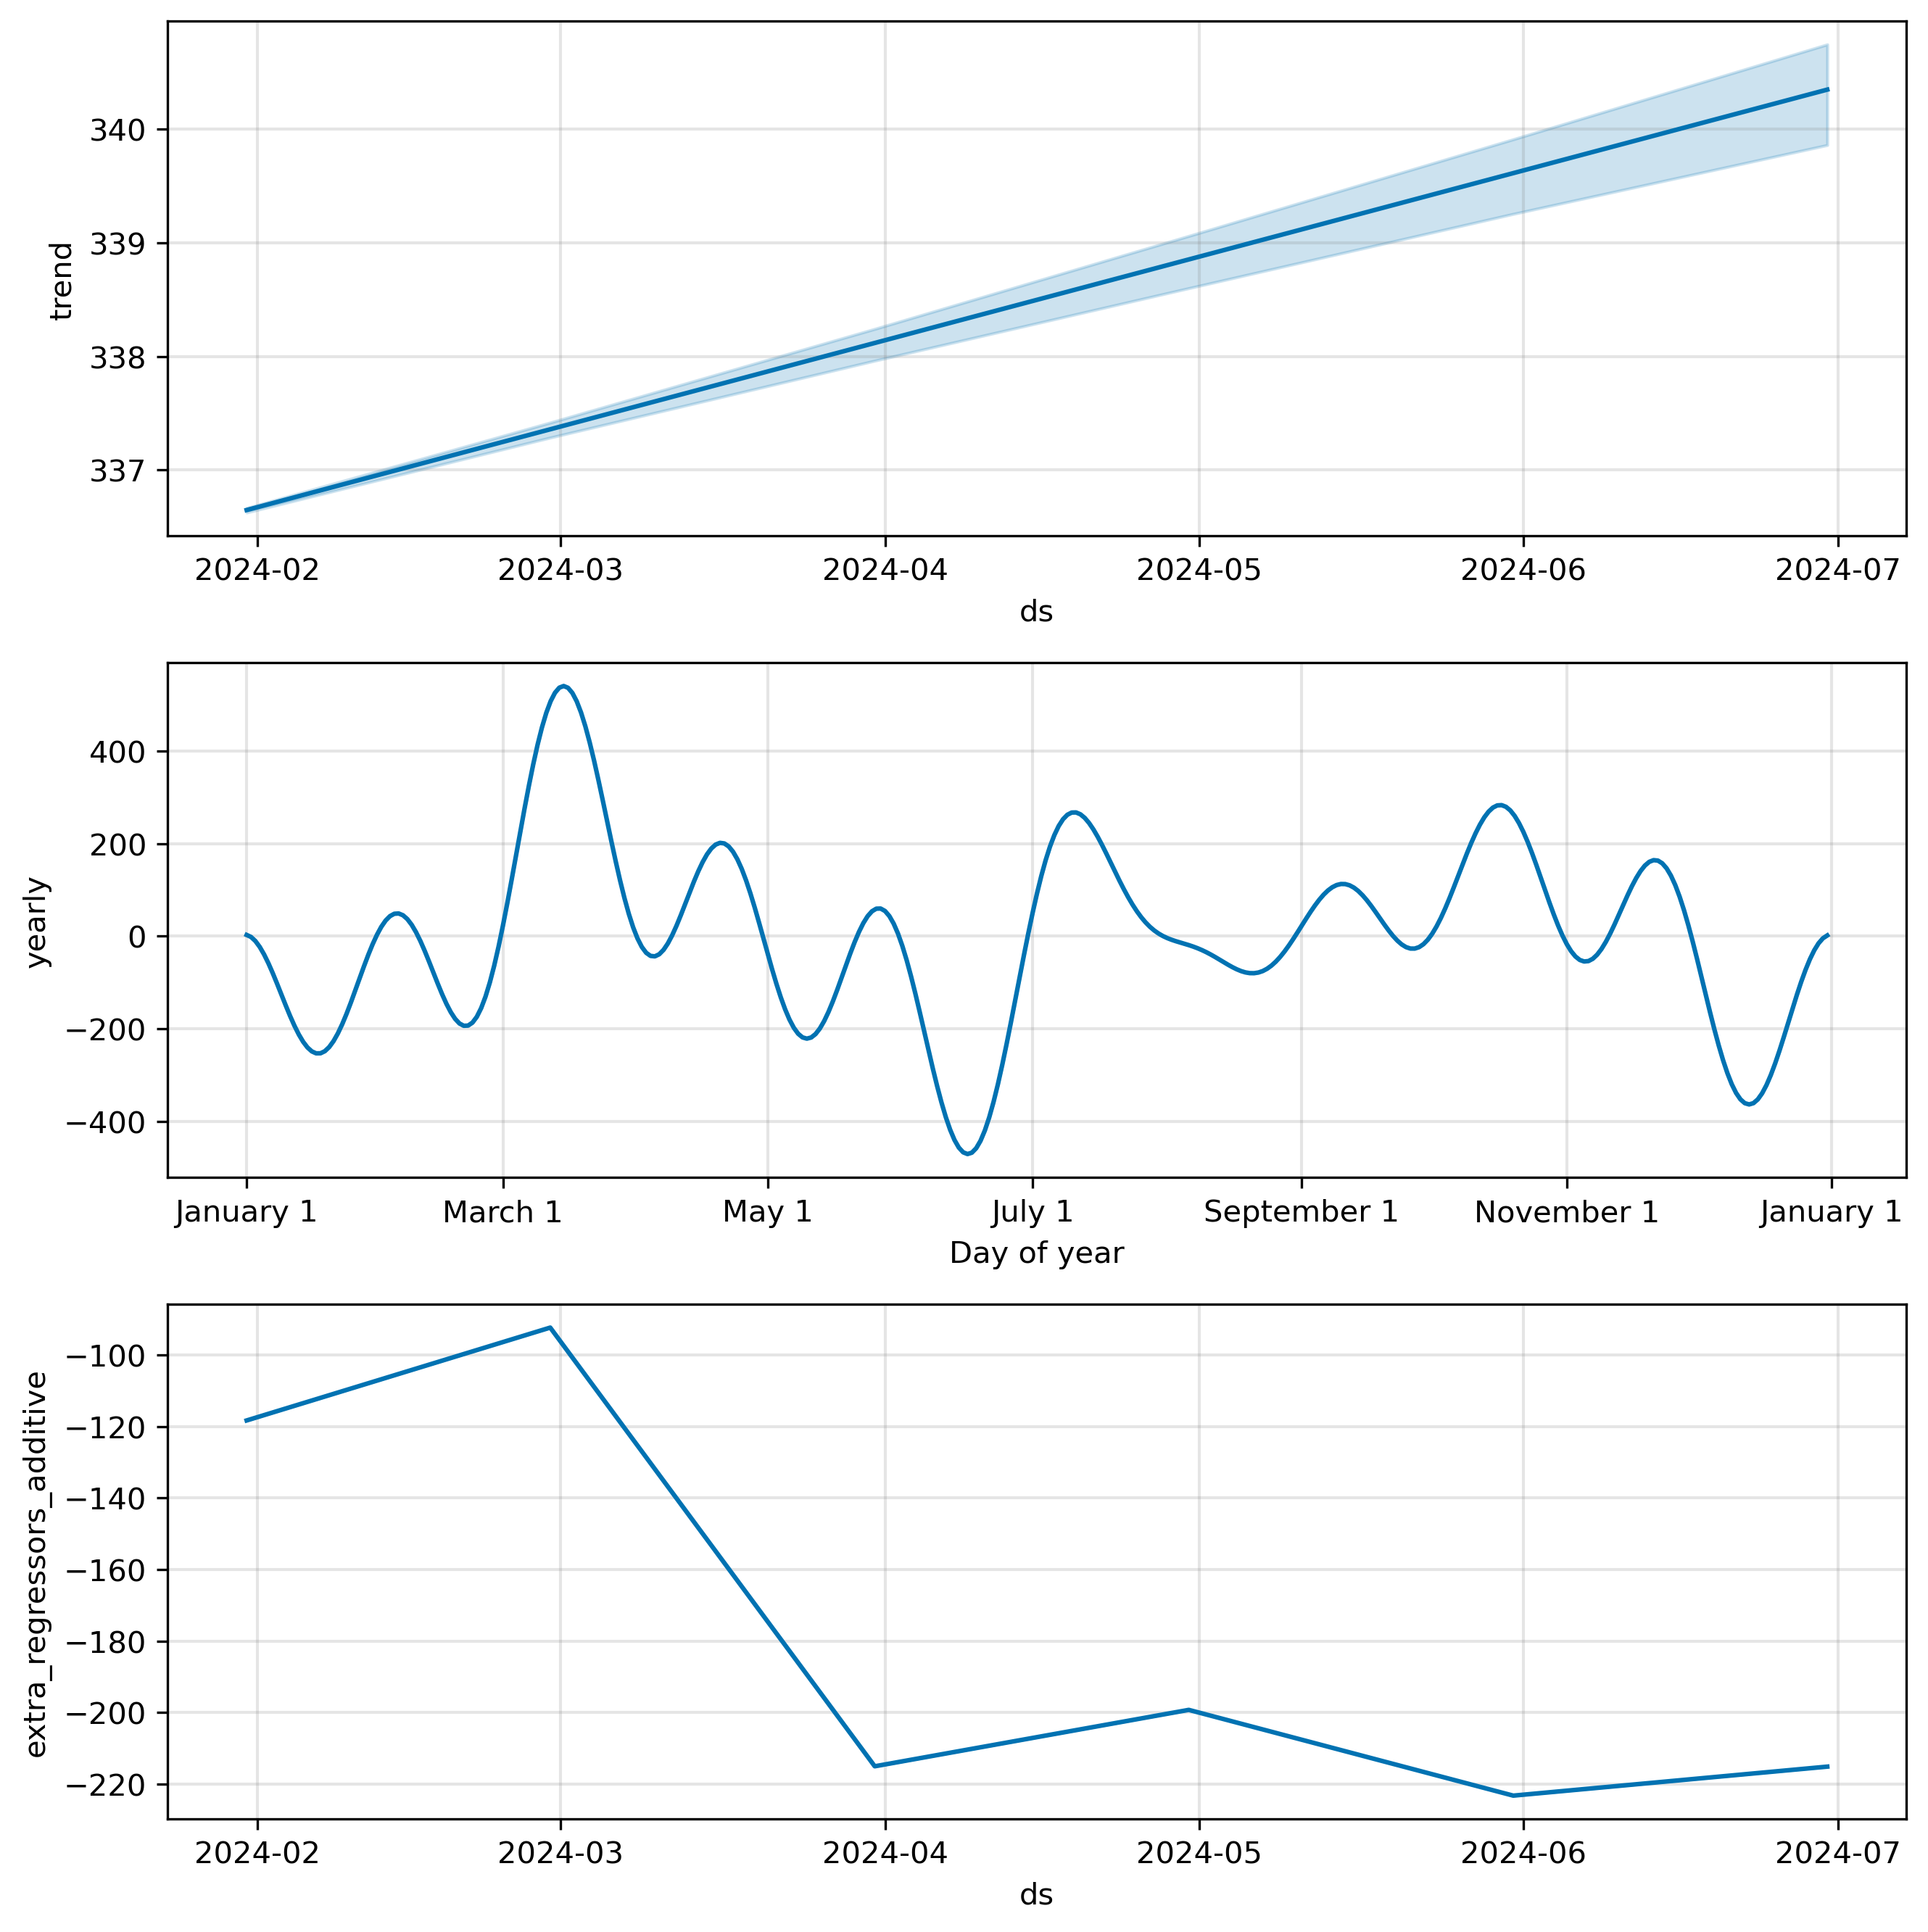 340
339
338
337
trend
2024-02 2024-03 2024-04 2024-05 2024-06 2024-07
ds
400
200
0
−200
−400
yearly
January 1 March 1 May 1 July 1 September 1 November 1 January 1
Day of year
−100
−120
−140
−160
−180
−200
−220
extra_regressors_additive
2024-02 2024-03 2024-04 2024-05 2024-06 2024-07
ds